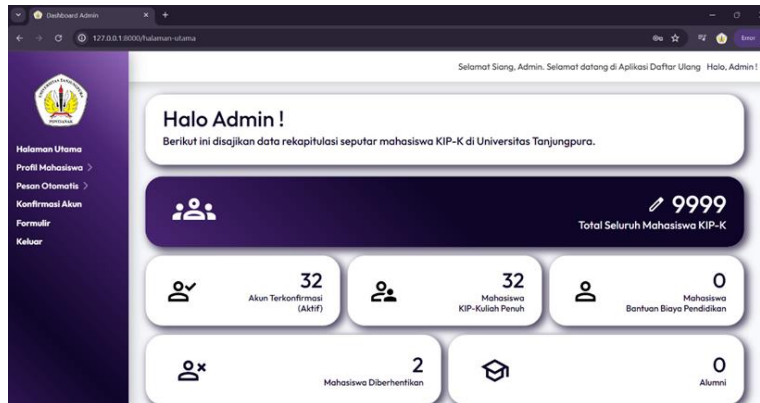 Dashboard Admin
127.0.0.1:8000/halaman-utama
Error
Selamat Siang, Admin. Selamat datang di Aplikasi Daftar Ulang Halo, Admin !
Halaman Utama
Profil Mahasiswa >
Pesan Otomatis >
Konfirmasi Akun
Formulir
Keluar
Halo Admin !
Berikut ini disajikan data rekapitulasi seputar mahasiswa KIP-K di Universitas Tanjungpura.
9999
Total Seluruh Mahasiswa KIP-K
32
Akun Terkonfirmasi
(Aktif)
32
Mahasiswa
KIP-Kuliah Penuh
0
Mahasiswa
Bantuan Biaya Pendidikan
2
Mahasiswa Diberhentikan
0
Alumni